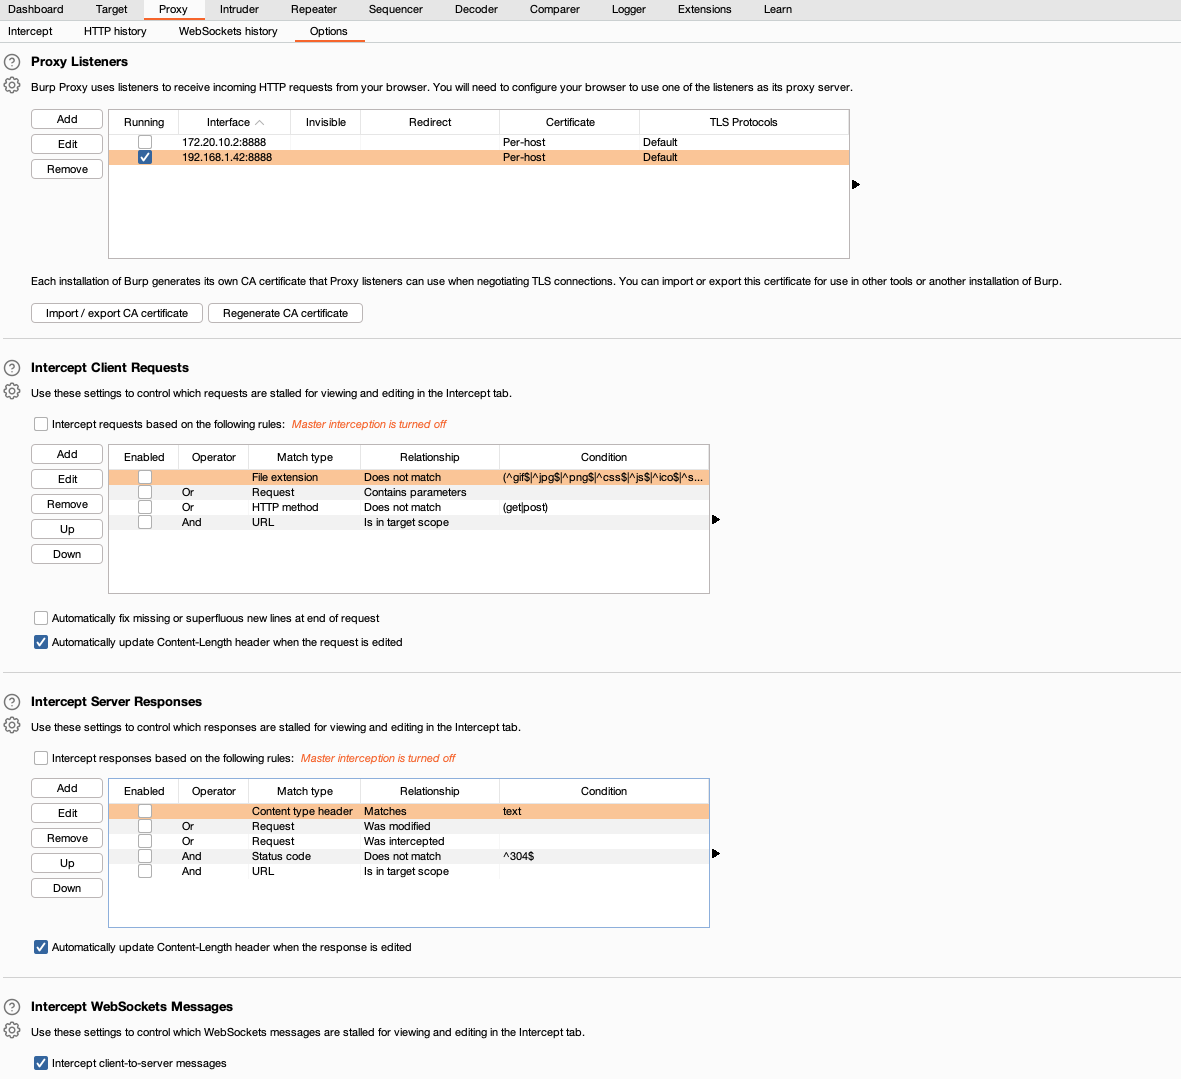 Dashboard Target Proxy Intruder Repeater Sequencer Decoder Comparer Logger Extensions Learn
Intercept HTTP history WebSockets history Options
Proxy Listeners
Burp Proxy uses listeners to receive incoming HTTP requests from your browser. You will need to configure your browser to use one of the listeners as its proxy server.
Add
Edit
Remove
Running Interface Invisible Redirect Certificate TLS Protocols
172.20.10.2:8888 Per-host Default
192.168.1.42:8888 Per-host Default
Each installation of Burp generates its own CA certificate that Proxy listeners can use when negotiating TLS connections. You can import or export this certificate for use in other tools or another installation of Burp.
Import / export CA certificate Regenerate CA certificate
Intercept Client Requests
Use these settings to control which requests are stalled for viewing and editing in the Intercept tab.
Intercept requests based on the following rules: Master interception is turned off
Add
Edit
Remove
Up
Down
Enabled Operator Match type Relationship Condition
File extension Does not match (^gif$|^jpg$|^png$|^css$|^js$|^ico$|^s...
Or Request Contains parameters
Or HTTP method Does not match (get|post)
And URL Is in target scope
Automatically fix missing or superfluous new lines at end of request
Automatically update Content-Length header when the request is edited
Intercept Server Responses
Use these settings to control which responses are stalled for viewing and editing in the Intercept tab.
Intercept responses based on the following rules: Master interception is turned off
Add
Edit
Remove
Up
Down
Enabled Operator Match type Relationship Condition
Content type header Matches text
Or Request Was modified
Or Request Was intercepted
And Status code Does not match ^304$
And URL Is in target scope
Automatically update Content-Length header when the response is edited
Intercept WebSockets Messages
Use these settings to control which WebSockets messages are stalled for viewing and editing in the Intercept tab.
Intercept client-to-server messages